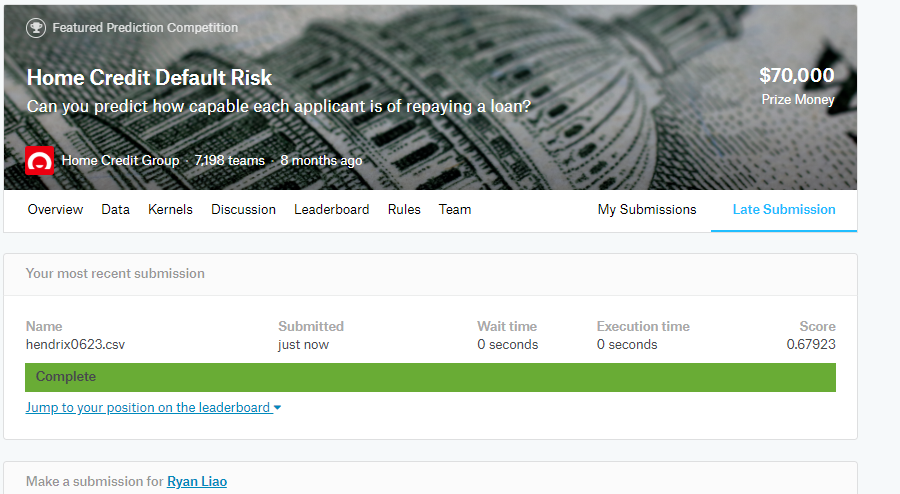 Featured Prediction Competition
Home Credit Default Risk
$70,000
Can you predict how capable each applicant is of repaying a loan?
Prize Money
Home Credit Group · 7,198 teams · 8 months ago
Overview Data Kernels Discussion Leaderboard Rules Team My Submissions Late Submission
Your most recent submission
Name Submitted Wait time Execution time Score
hendrix0623.csv just now 0 seconds 0 seconds 0.67923
Complete
Jump to your position on the leaderboard
Make a submission for Ryan Liao